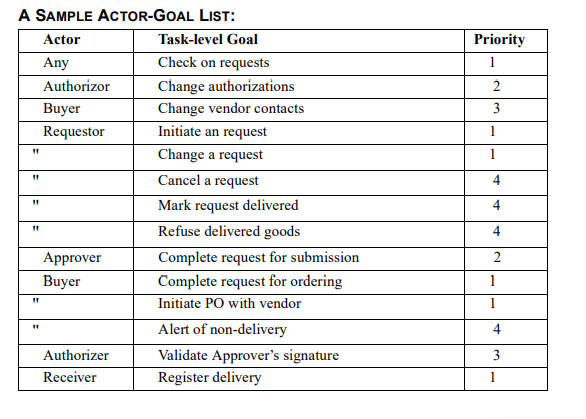 A SAMPLE ACTOR-GOAL LIST:
Actor Task-level Goal Priority
Any Check on requests 1
Authorizor Change authorizations 2
Buyer Change vendor contacts 3
Requestor Initiate an request 1
" Change a request 1
" Cancel a request 4
" Mark request delivered 4
" Refuse delivered goods 4
Approver Complete request for submission 2
Buyer Complete request for ordering 1
" Initiate PO with vendor 1
" Alert of non-delivery 4
Authorizer Validate Approver's signature 3
Receiver Register delivery 1